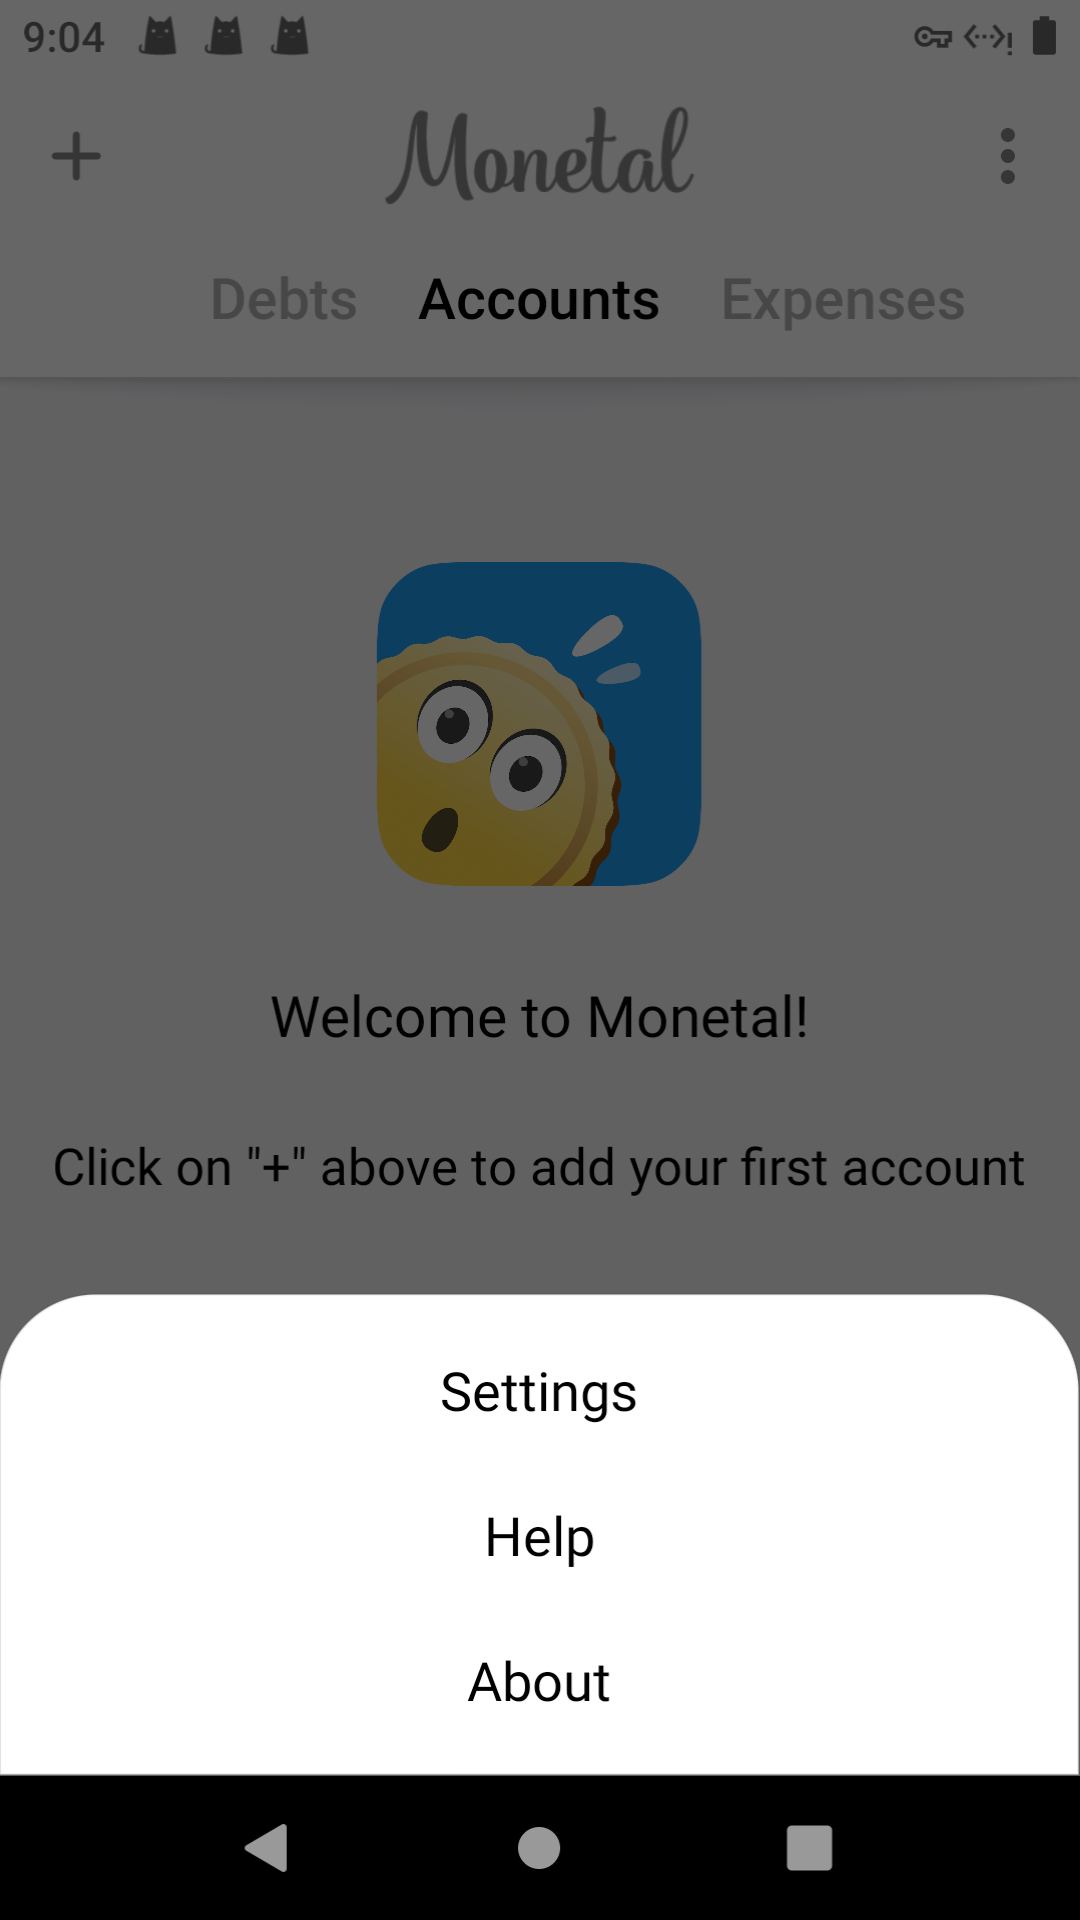 9:04
Monetal
Debts Accounts Expenses
Welcome to Monetal!
Click on "+" above to add your first account
Settings
Help
About